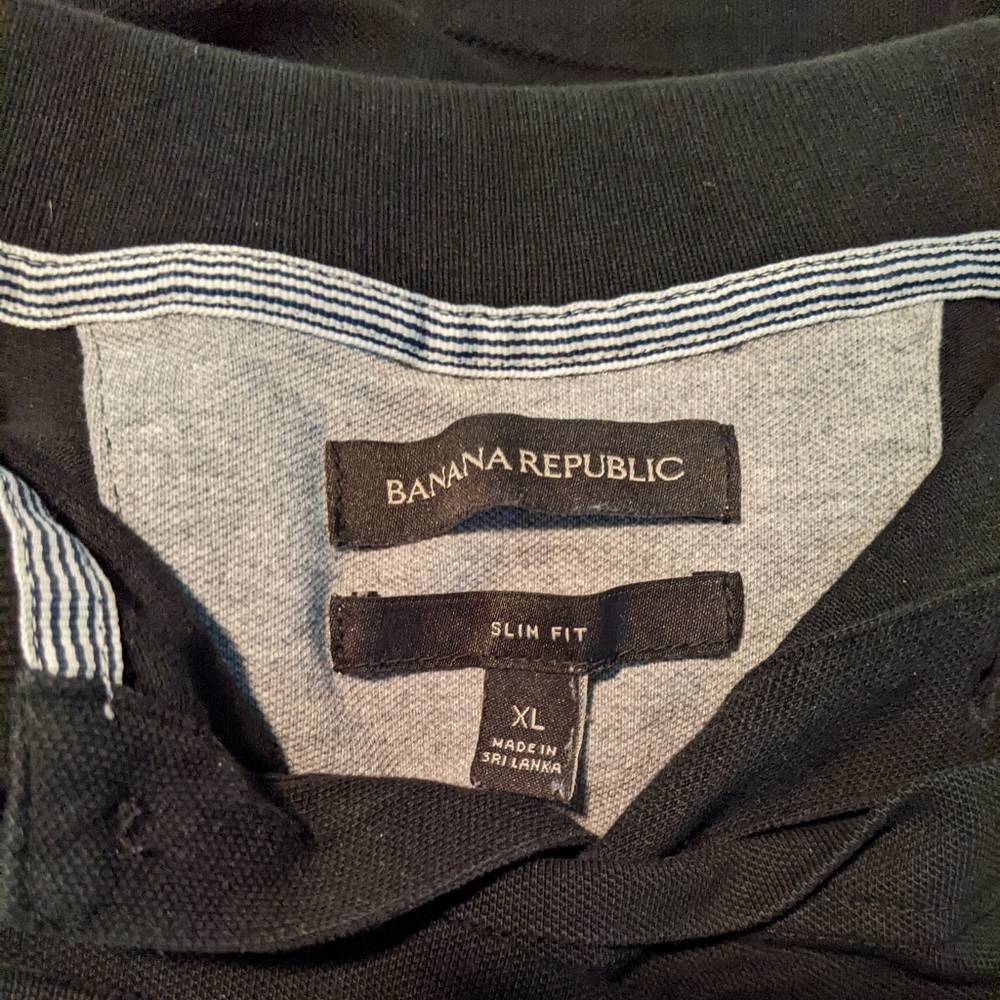 BANANA REPUBLIC
SLIM FIT
XL
MADE IN
SRI LANKA